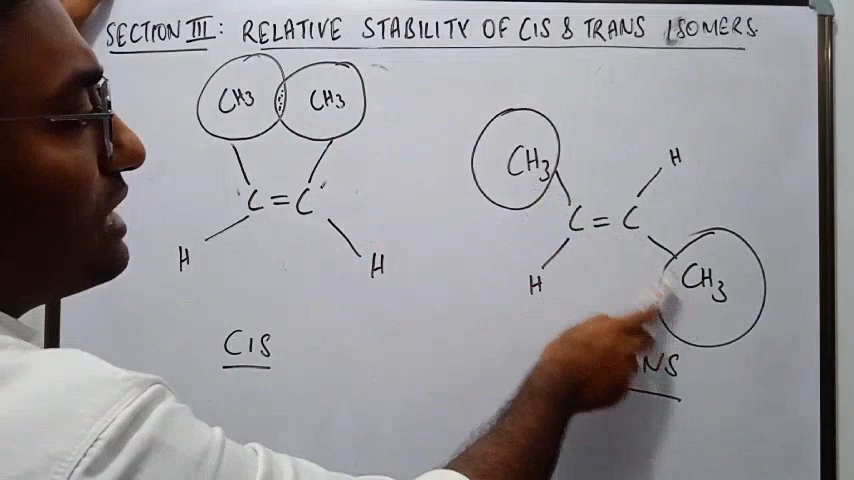 SECTION III: RELATIVE STABILITY OF CIS & TRANS ISOMERS
CH3 CH3
C=C
H H
CIS
CH3 H
C=C
H CH3